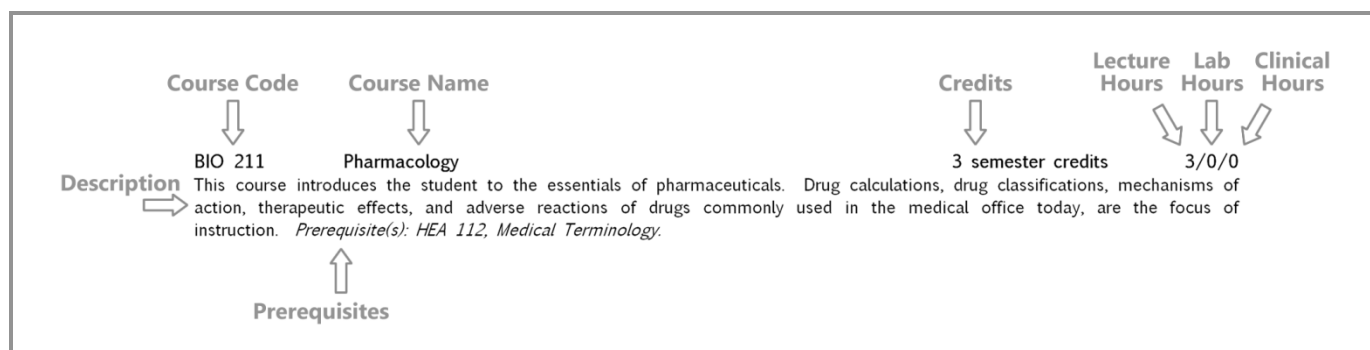 Lecture Lab Clinical
Course Code Course Name Credits Hours Hours Hours
BIO 211 Pharmacology 3 semester credits 3/0/0
Description This course introduces the student to the essentials of pharmaceuticals. Drug calculations, drug classifications, mechanisms of
action, therapeutic effects, and adverse reactions of drugs commonly used in the medical office today, are the focus of
instruction. Prerequisite(s): HEA 112, Medical Terminology.
Prerequisites